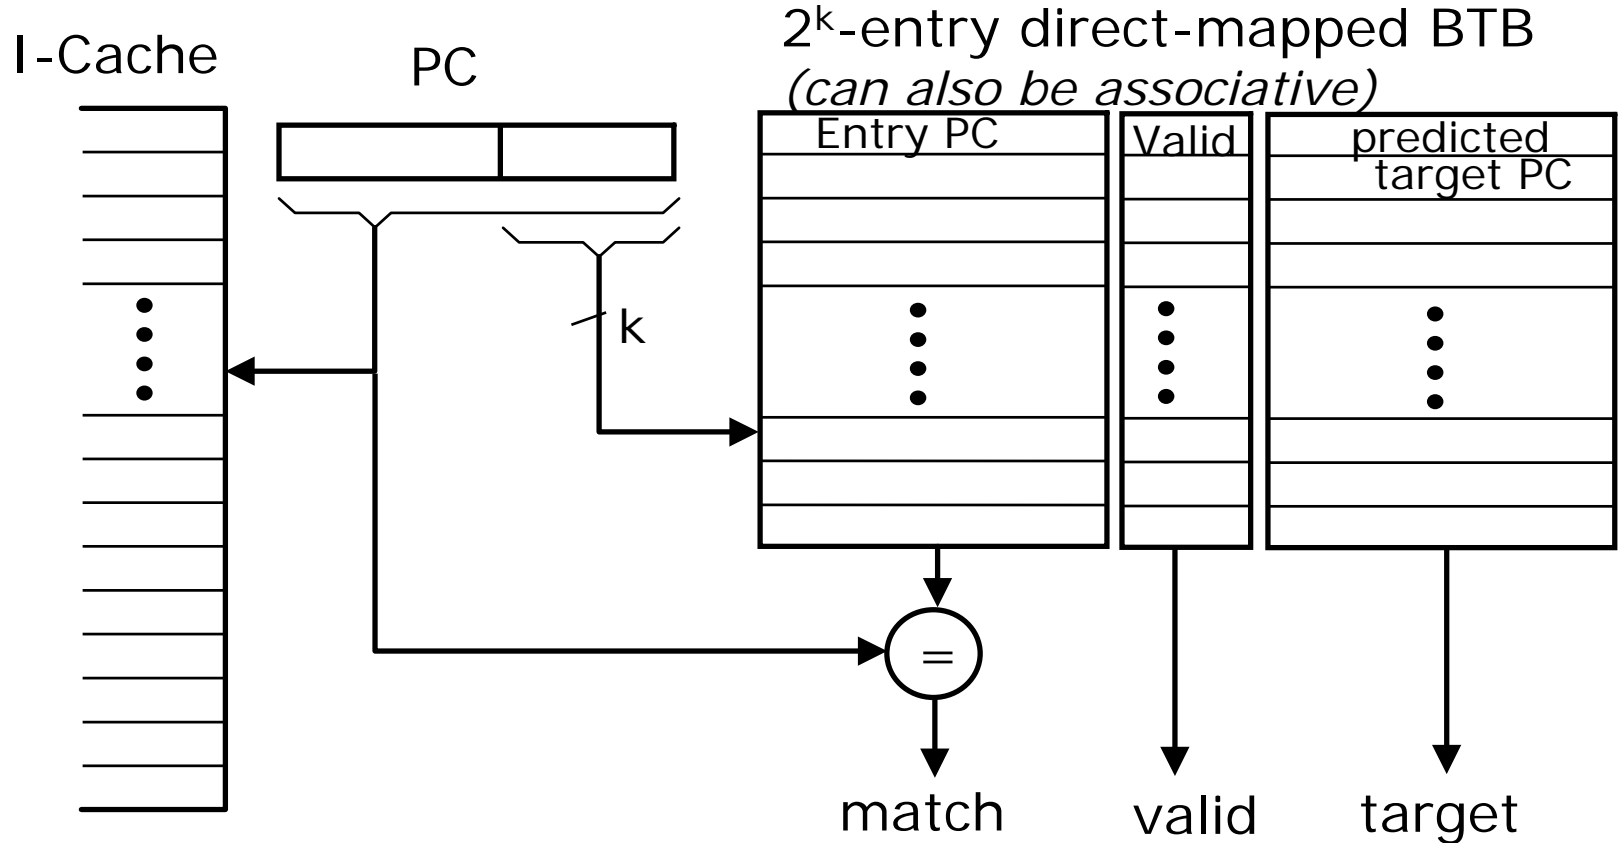 I-Cache
PC
2ᵏ-entry direct-mapped BTB
(can also be associative)
Entry PC
Valid
predicted
target PC
k
=
match
valid
target